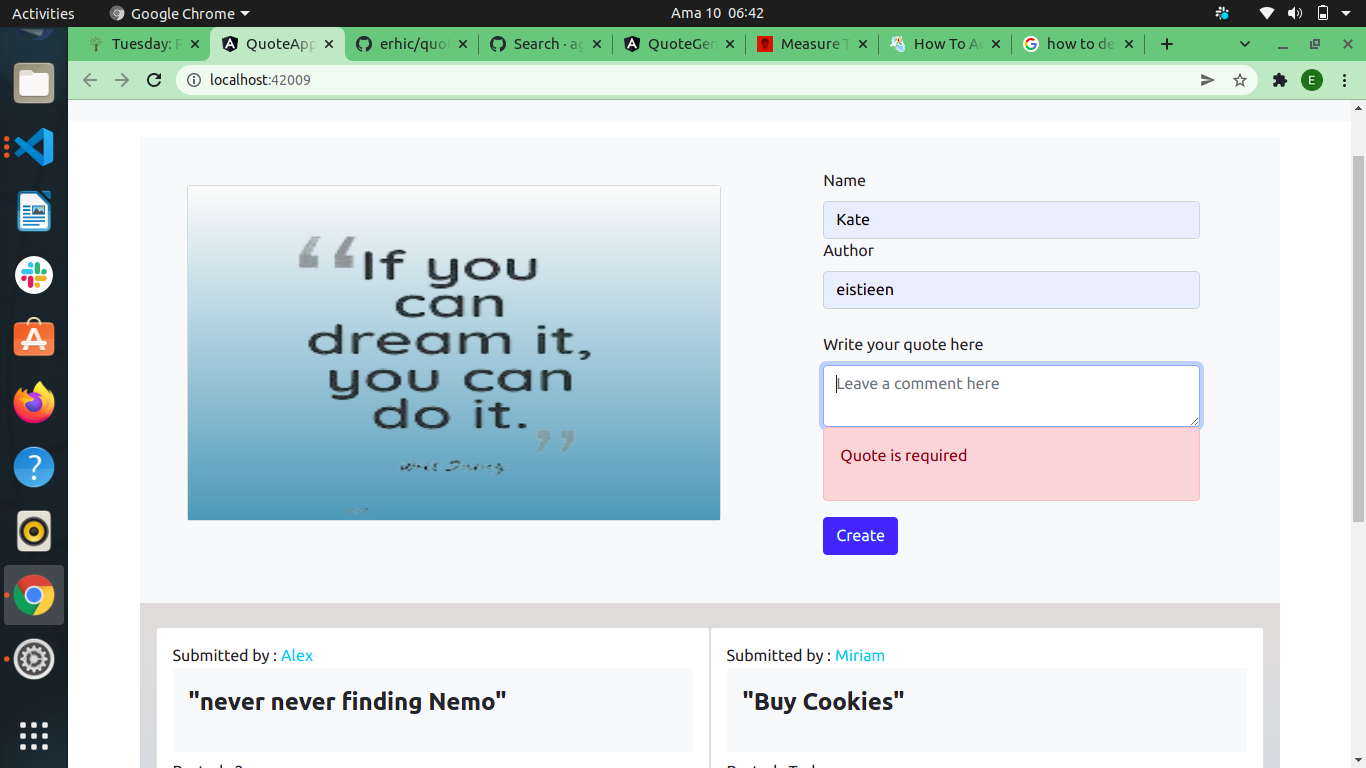 Activities
Google Chrome
Ama 10 06:42
Tuesday: P
QuoteApp
erhic/quo
Search · ag
QuoteGen
Measure T
How To Ad
how to de
localhost:42009
E
Name
Kate
Author
eistieen
Write your quote here
Leave a comment here
Quote is required
Create
“ If you
can
dream it,
you can
do it.
”
Submitted by : Alex
"never never finding Nemo"
Submitted by : Miriam
"Buy Cookies"